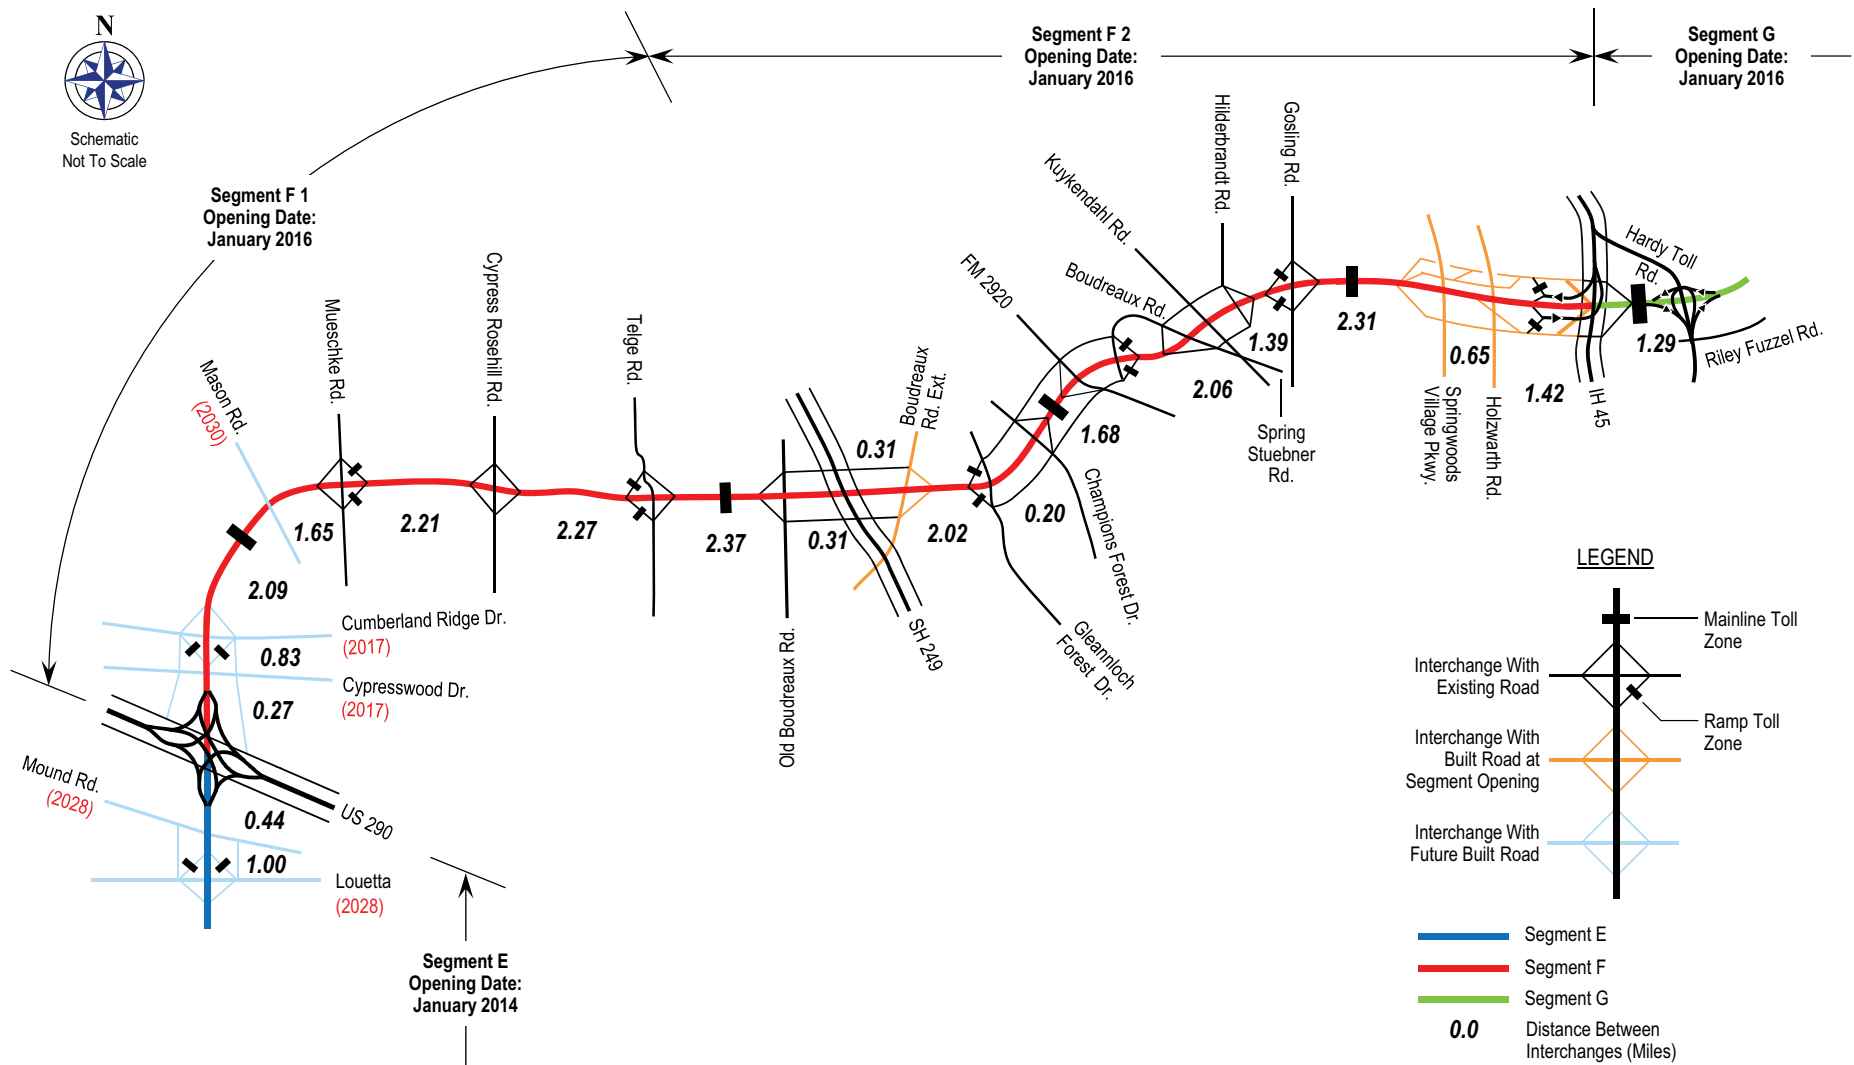 N
Schematic
Not To Scale
Segment F 1
Opening Date:
January 2016
Segment F 2
Opening Date:
January 2016
Segment G
Opening Date:
January 2016
Mason Rd.
(2030)
Mueschke Rd.
Cypress Rosehill Rd.
Telge Rd.
Old Boudreaux Rd.
SH 249
Boudreaux
Rd. Ext.
Gleannloch
Forest Dr.
Champions Forest Dr.
FM 2920
Boudreaux Rd.
Kuykendahl Rd.
Hilderbrandt Rd.
Gosling Rd.
Spring
Stuebner
Rd.
Springwoods
Village Pkwy.
Holzwarth Rd.
IH 45
Hardy Toll
Rd.
Riley Fuzzel Rd.
1.65
2.21
2.27
2.37
0.31
0.31
2.02
0.20
1.68
2.06
1.39
2.31
0.65
1.42
1.29
2.09
Cumberland Ridge Dr.
(2017)
0.83
Cypresswood Dr.
(2017)
0.27
Mound Rd.
(2028)
US 290
0.44
1.00
Louetta
(2028)
Segment E
Opening Date:
January 2014
LEGEND
Mainline Toll
Zone
Interchange With
Existing Road
Ramp Toll
Zone
Interchange With
Built Road at
Segment Opening
Interchange With
Future Built Road
Segment E
Segment F
Segment G
0.0
Distance Between
Interchanges (Miles)